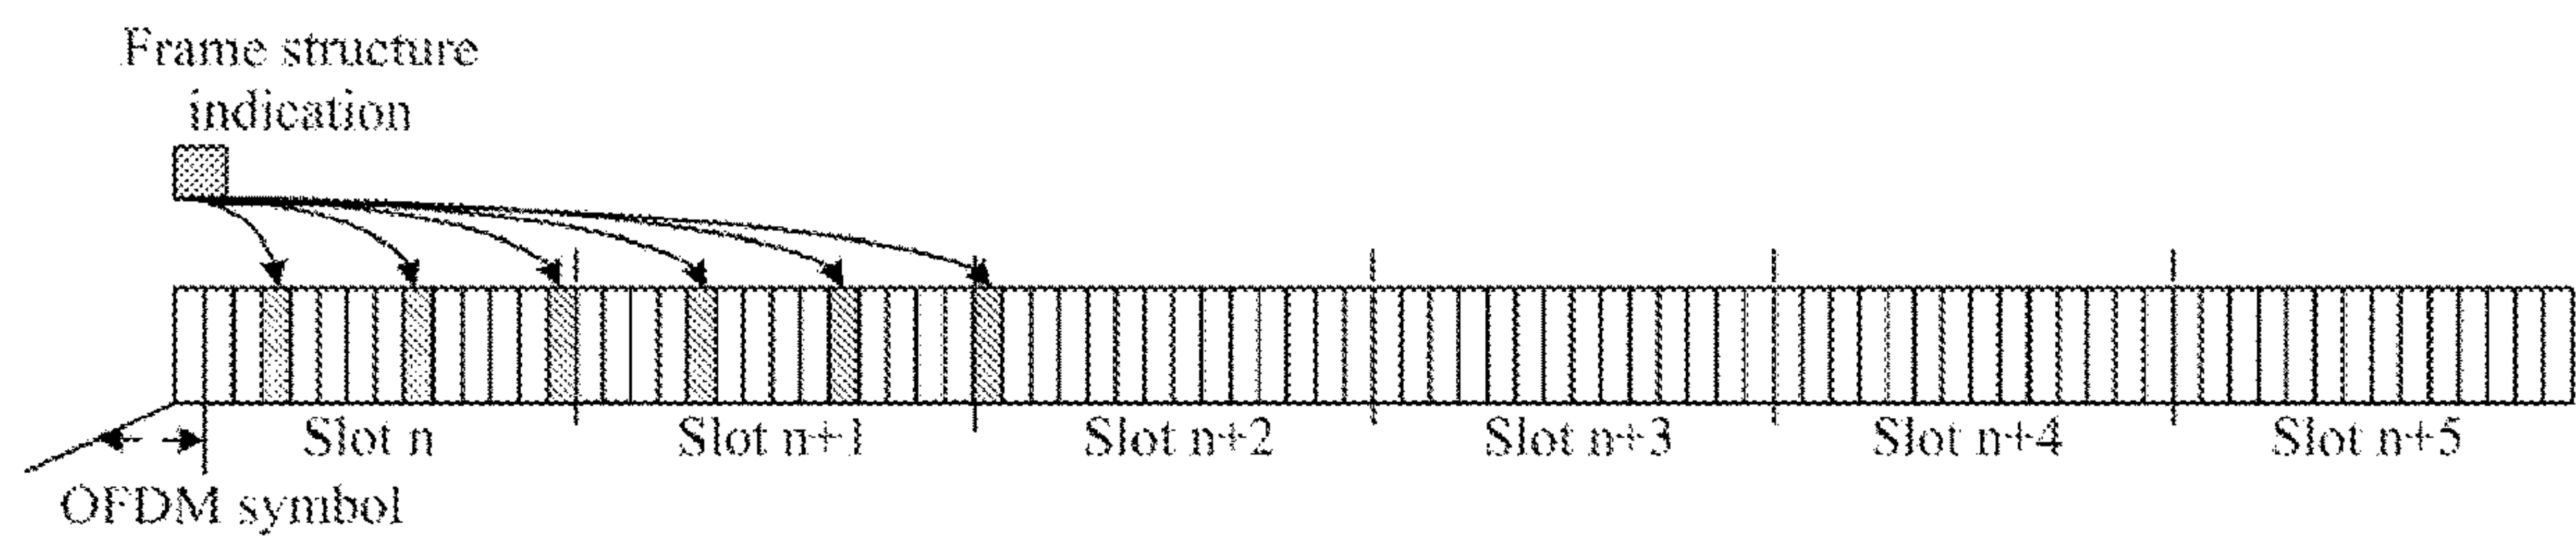 Frame structure
indication
Slot n
Slot n+1
Slot n+2
Slot n+3
Slot n+4
Slot n+5
OFDM symbol